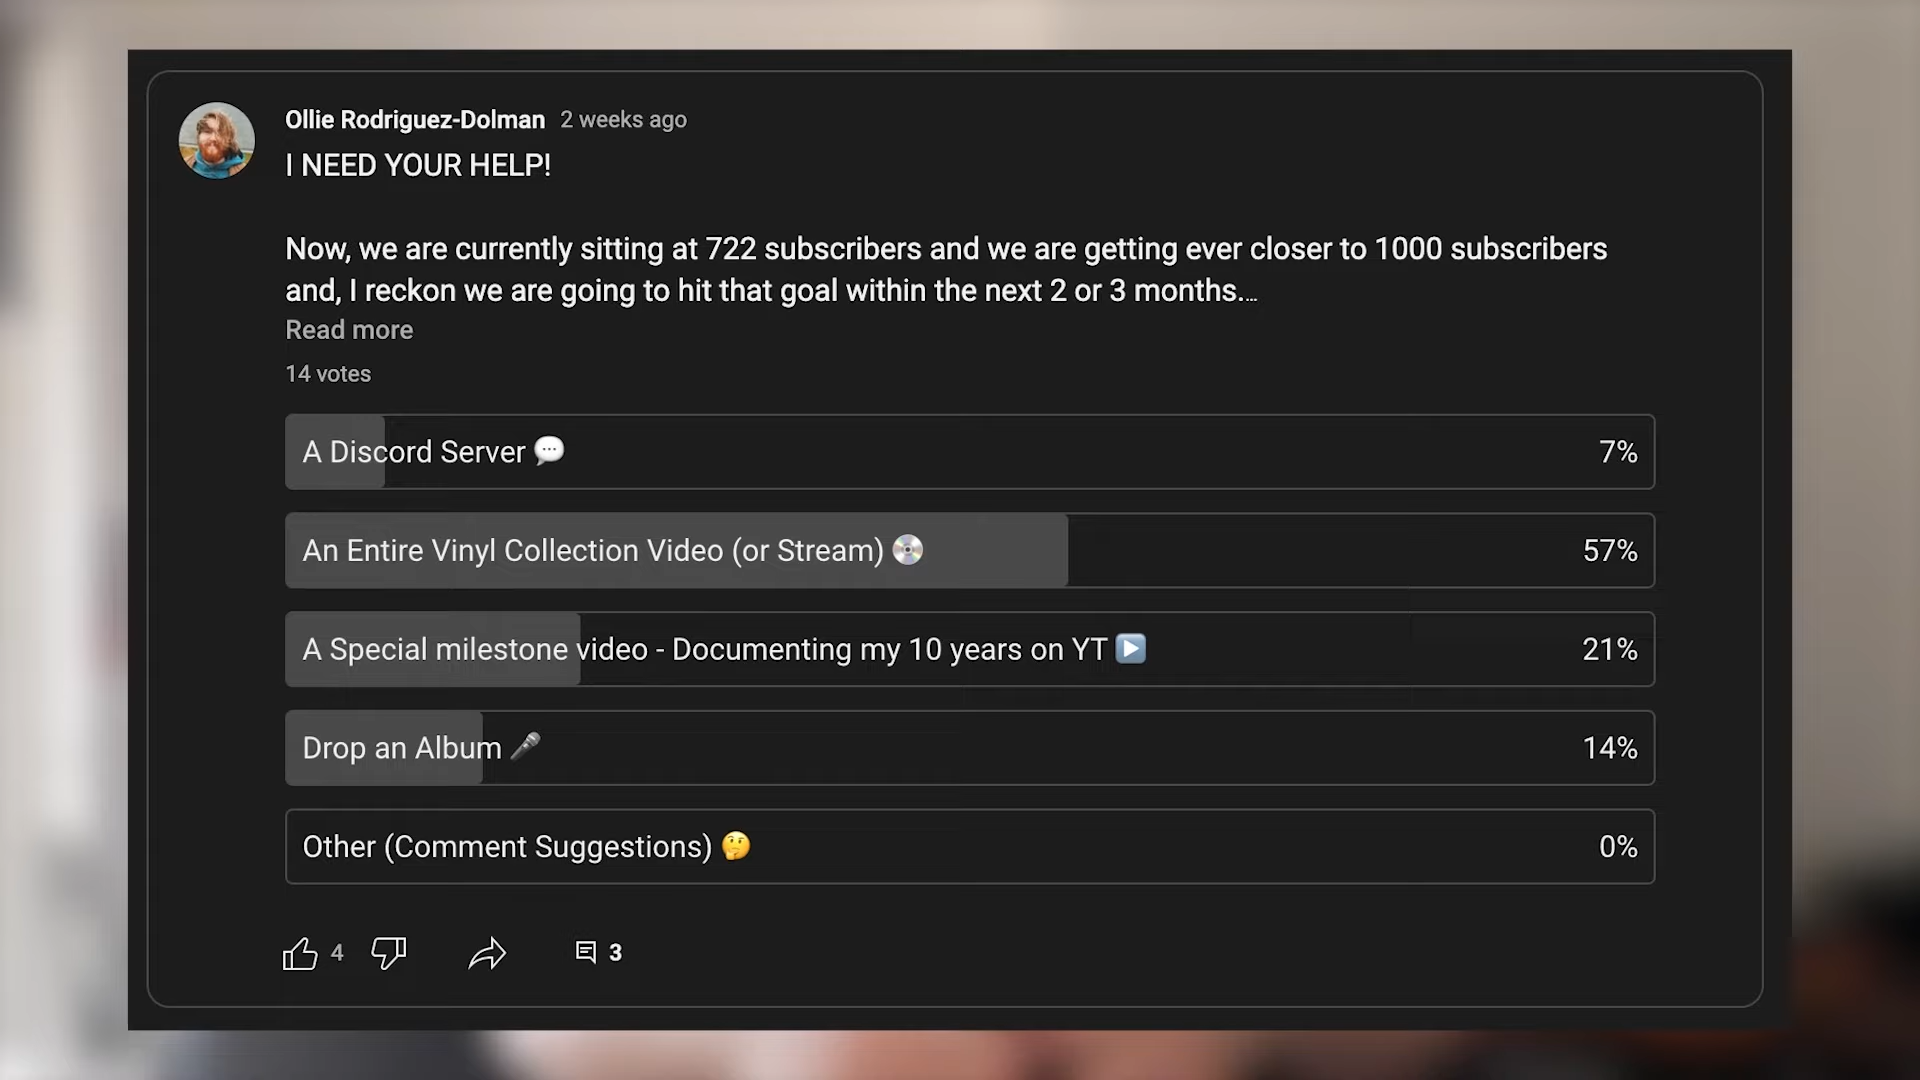 Ollie Rodriguez-Dolman 2 weeks ago
I NEED YOUR HELP!
Now, we are currently sitting at 722 subscribers and we are getting ever closer to 1000 subscribers
and, I reckon we are going to hit that goal within the next 2 or 3 months....
Read more
14 votes
A Discord Server 💬 7%
An Entire Vinyl Collection Video (or Stream) 💿 57%
A Special milestone video - Documenting my 10 years on YT ▶️ 21%
Drop an Album 🎤 14%
Other (Comment Suggestions) 🤔 0%
4 3